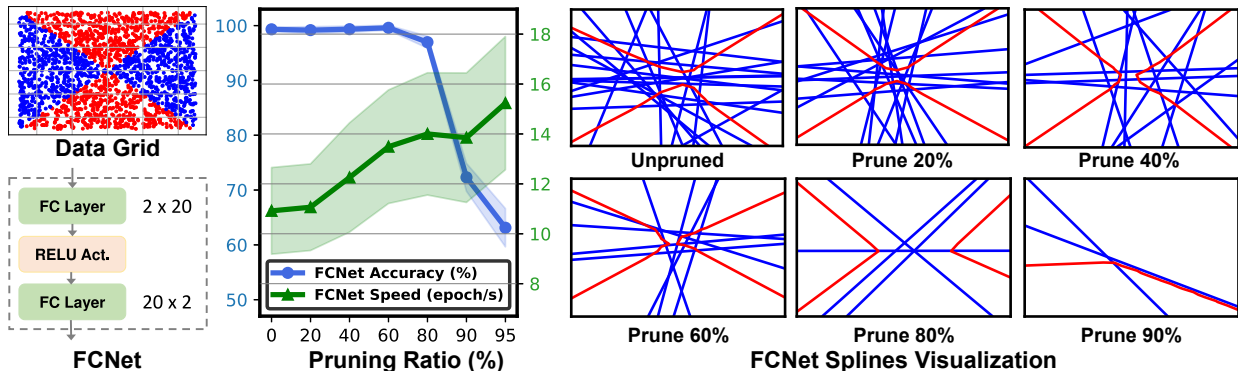 Data Grid
FC Layer
2 x 20
RELU Act.
FC Layer
20 x 2
FCNet
100
90
80
70
60
50
18
16
14
12
10
8
FCNet Accuracy (%)
FCNet Speed (epoch/s)
0 20 40 60 80 90 95
Pruning Ratio (%)
Unpruned
Prune 20%
Prune 40%
Prune 60%
Prune 80%
Prune 90%
FCNet Splines Visualization